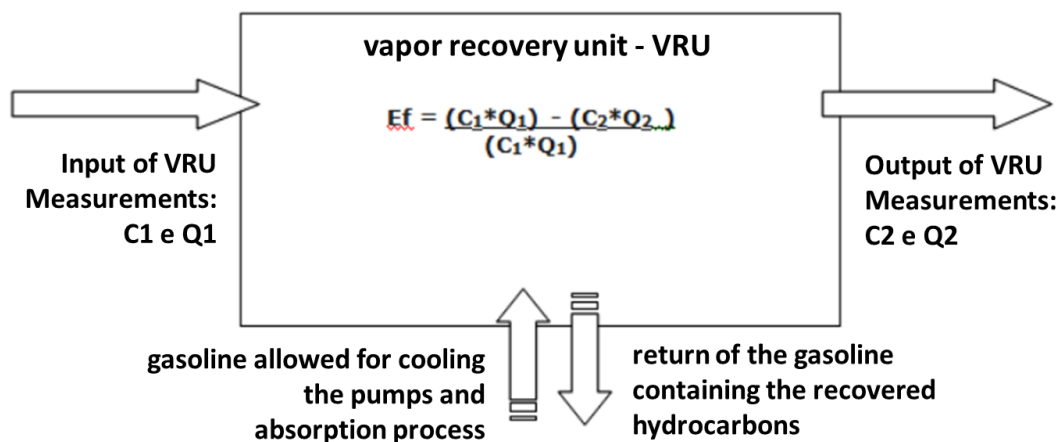 vapor recovery unit - VRU
Ef = (C₁*Q₁) - (C₂*Q₂ )
(C₁*Q₁)
Input of VRU
Measurements:
C1 e Q1
Output of VRU
Measurements:
C2 e Q2
gasoline allowed for cooling
the pumps and
absorption process
return of the gasoline
containing the recovered
hydrocarbons